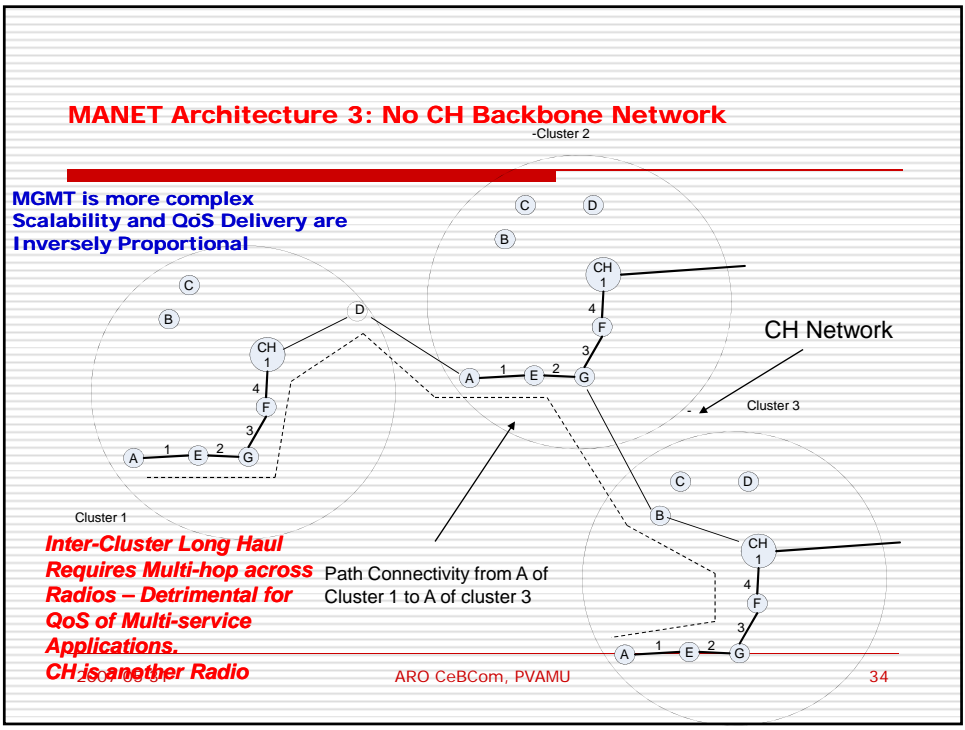 MANET Architecture 3: No CH Backbone Network
-Cluster 2
MGMT is more complex
Scalability and QoS Delivery are
Inversely Proportional
C
B
D
CH
1
4
F
3
A
1
E
2
G
Cluster 1
C
D
B
CH
1
4
F
3
A
1
E
2
G
CH Network
-
Cluster 3
C
D
B
CH
1
4
F
3
A
1
E
2
G
Inter-Cluster Long Haul
Requires Multi-hop across
Radios – Detrimental for
QoS of Multi-service
Applications.
CH is another Radio
Path Connectivity from A of
Cluster 1 to A of cluster 3
ARO CeBCom, PVAMU
34